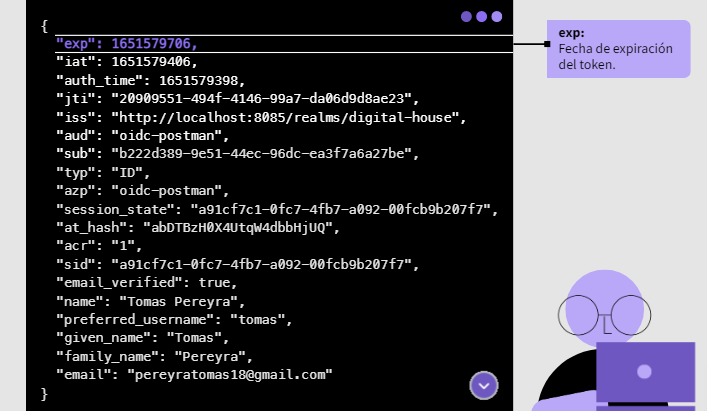 {
"exp": 1651579706,
"iat": 1651579406,
"auth_time": 1651579398,
"jti": "20909551-494f-4146-99a7-da06d9d8ae23",
"iss": "http://localhost:8085/realms/digital-house",
"aud": "oidc-postman",
"sub": "b222d389-9e51-44ec-96dc-ea3f7a6a27be",
"typ": "ID",
"azp": "oidc-postman",
"session_state": "a91cf7c1-0fc7-4fb7-a092-00fcb9b207f7",
"at_hash": "abDTBzH0X4UtqW4dbbHjUQ",
"acr": "1",
"sid": "a91cf7c1-0fc7-4fb7-a092-00fcb9b207f7",
"email_verified": true,
"name": "Tomas Pereyra",
"preferred_username": "tomas",
"given_name": "Tomas",
"family_name": "Pereyra",
"email": "pereyratomas18@gmail.com"
}
exp:
Fecha de expiración
del token.